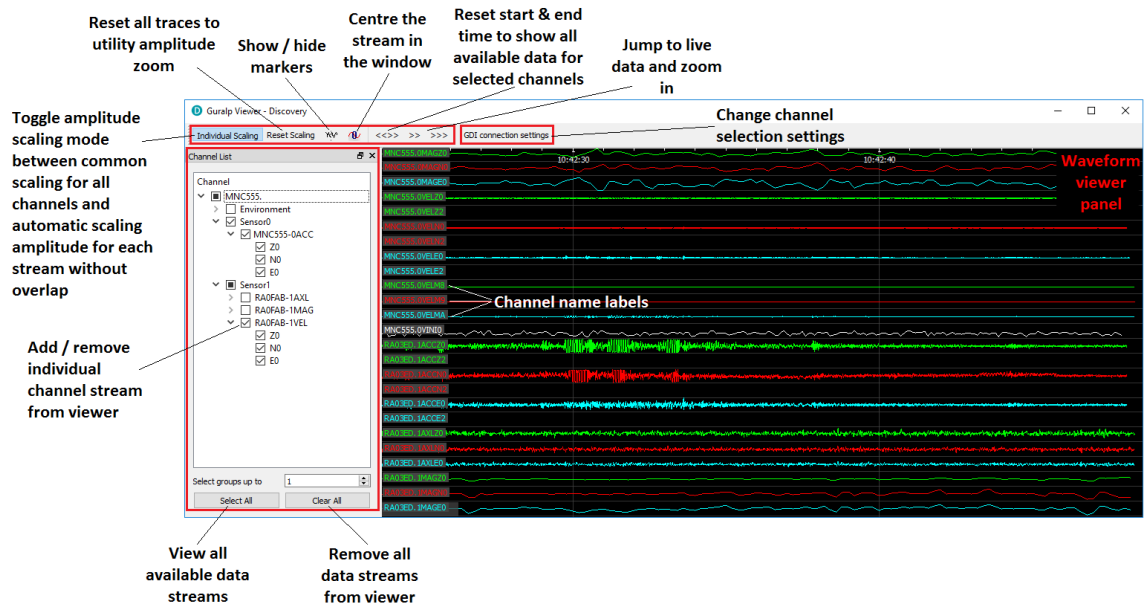 Reset all traces to
utility amplitude
zoom
Show / hide
markers
Centre the
stream in
the window
Reset start & end
time to show all
available data for
selected channels
Jump to live
data and zoom
in
Toggle amplitude
scaling mode
between common
scaling for all
channels and
automatic scaling
amplitude for each
stream without
overlap
Change channel
selection settings
Guralp Viewer - Discovery
Individual Scaling Reset Scaling <<>> >> >>> GDI connection settings
Channel List
Channel
MNC555.
Environment
Sensor0
MNC555-0ACC
Z0
N0
E0
Sensor1
RA0FAB-1AXL
RA0FAB-1MAG
RA0FAB-1VEL
Z0
N0
E0
Select groups up to 1
Select All Clear All
10:42:30 10:42:40
MNC555.0MAGZ0
MNC555.0MAGE0
MNC555.0VELZ0
MNC555.0VELZ2
MNC555.0VELE0
MNC555.0VELE2
MNC555.0VELM8
MNC555.0VELMA
MNC555.0VINI0
RA03ED.1ACCZ0
RA03ED.1ACCZ2
RA03ED.1ACCE0
RA03ED.1ACCE2
RA03ED.1AXLZ0
RA03ED.1AXLE0
RA03ED.1MAGZ0
RA03ED.1MAGE0
Waveform
viewer
panel
Channel name labels
Add / remove
individual
channel stream
from viewer
View all
available data
streams
Remove all
data streams
from viewer